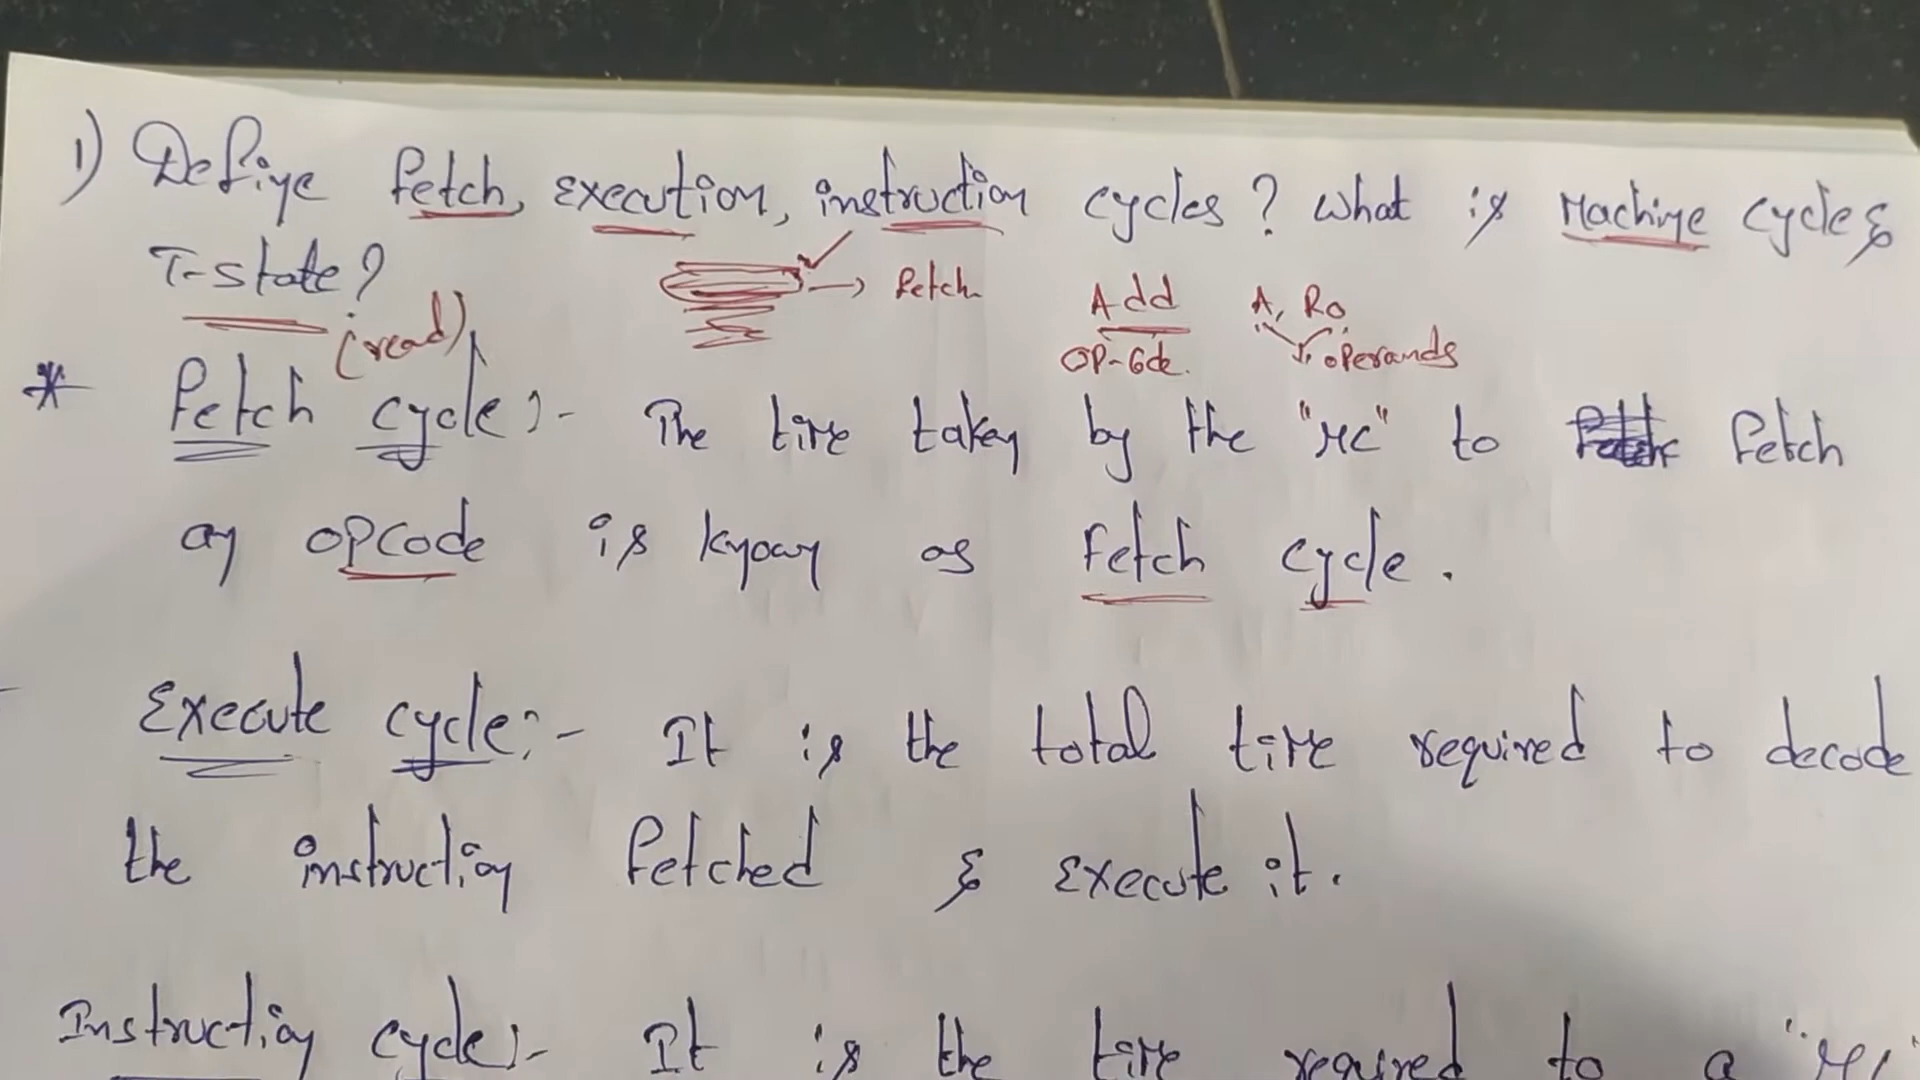 1) Define fetch, execution, instruction cycles? What is Machine cycle &
T-state?
→ fetch
Add A, R0
(read)
OP-Code. operands
* Fetch cycle:- The time taken by the "MC" to fetch
an opcode is known as fetch cycle.
Execute cycle:- It is the total time required to decode
the instruction fetched & execute it.
Instruction cycle:- It is the time required to a "MC"